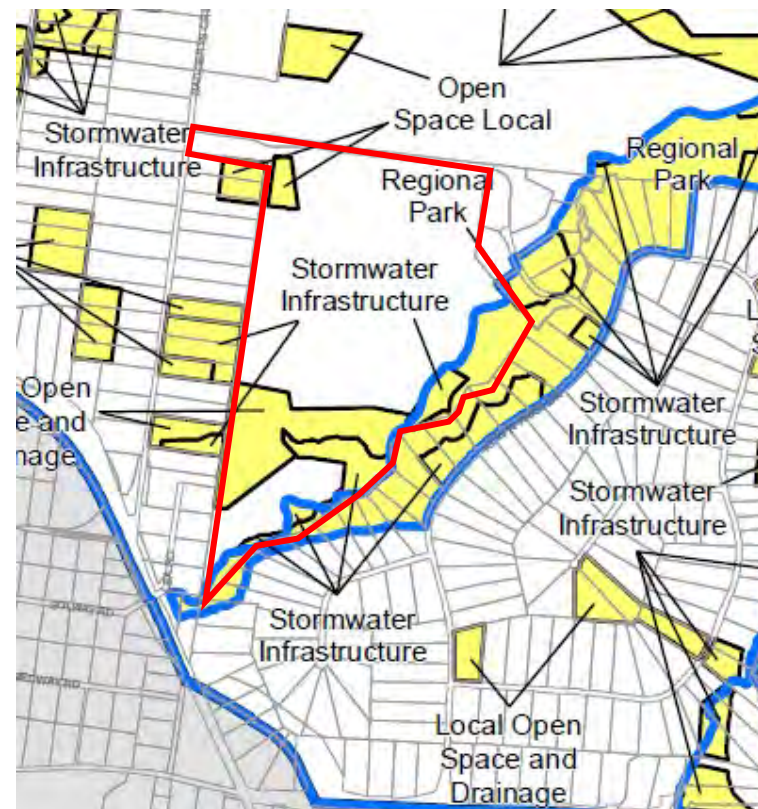 Open
Space Local
Stormwater
Infrastructure
Regional
Park
Regional
Park
Stormwater
Infrastructure
Open
e and
nage
L
S
Stormwater
Infrastructure
Stormwater
Infrastructure
Stormwater
Infrastructure
Local Open
Space and
Drainage